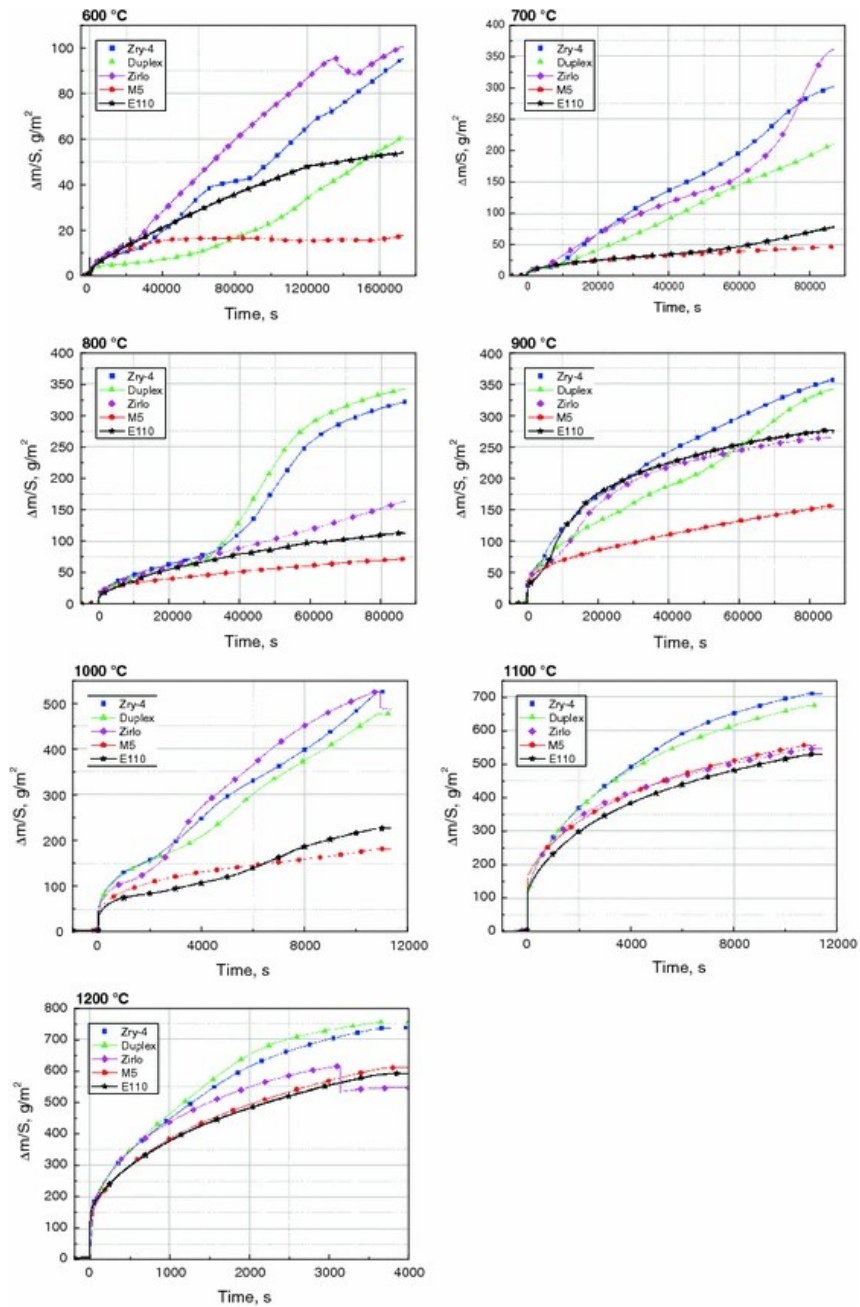 600 °C
Δm/S, g/m²
100
80
60
40
20
0
Zry-4
Duplex
Zirlo
M5
E110
0 40000 80000 120000 160000
Time, s
700 °C
Δm/S, g/m²
400
350
300
250
200
150
100
50
0
Zry-4
Duplex
Zirlo
M5
E110
0 20000 40000 60000 80000
Time, s
800 °C
Δm/S, g/m²
400
350
300
250
200
150
100
50
0
Zry-4
Duplex
Zirlo
M5
E110
0 20000 40000 60000 80000
Time, s
900 °C
Δm/S, g/m²
400
350
300
250
200
150
100
50
0
Zry-4
Duplex
Zirlo
M5
E110
0 20000 40000 60000 80000
Time, s
1000 °C
Δm/S, g/m²
500
400
300
200
100
0
Zry-4
Duplex
Zirlo
M5
E110
0 4000 8000 12000
Time, s
1100 °C
Δm/S, g/m²
700
600
500
400
300
200
100
0
Zry-4
Duplex
Zirlo
M5
E110
0 4000 8000 12000
Time, s
1200 °C
Δm/S, g/m²
800
700
600
500
400
300
200
100
0
Zry-4
Duplex
Zirlo
M5
E110
0 1000 2000 3000 4000
Time, s